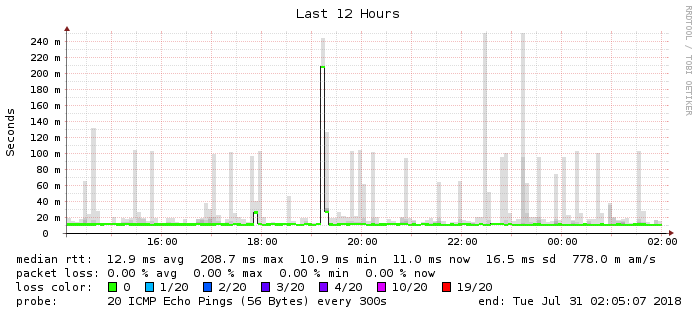 Last 12 Hours
RRDTOOL / TOBI OETIKER
Seconds
240 m
220 m
200 m
180 m
160 m
140 m
120 m
100 m
80 m
60 m
40 m
20 m
0
16:00 18:00 20:00 22:00 00:00 02:00
median rtt: 12.9 ms avg 208.7 ms max 10.9 ms min 11.0 ms now 16.5 ms sd 778.0 m am/s
packet loss: 0.00 % avg 0.00 % max 0.00 % min 0.00 % now
loss color: 0 1/20 2/20 3/20 4/20 10/20 19/20
probe: 20 ICMP Echo Pings (56 Bytes) every 300s end: Tue Jul 31 02:05:07 2018